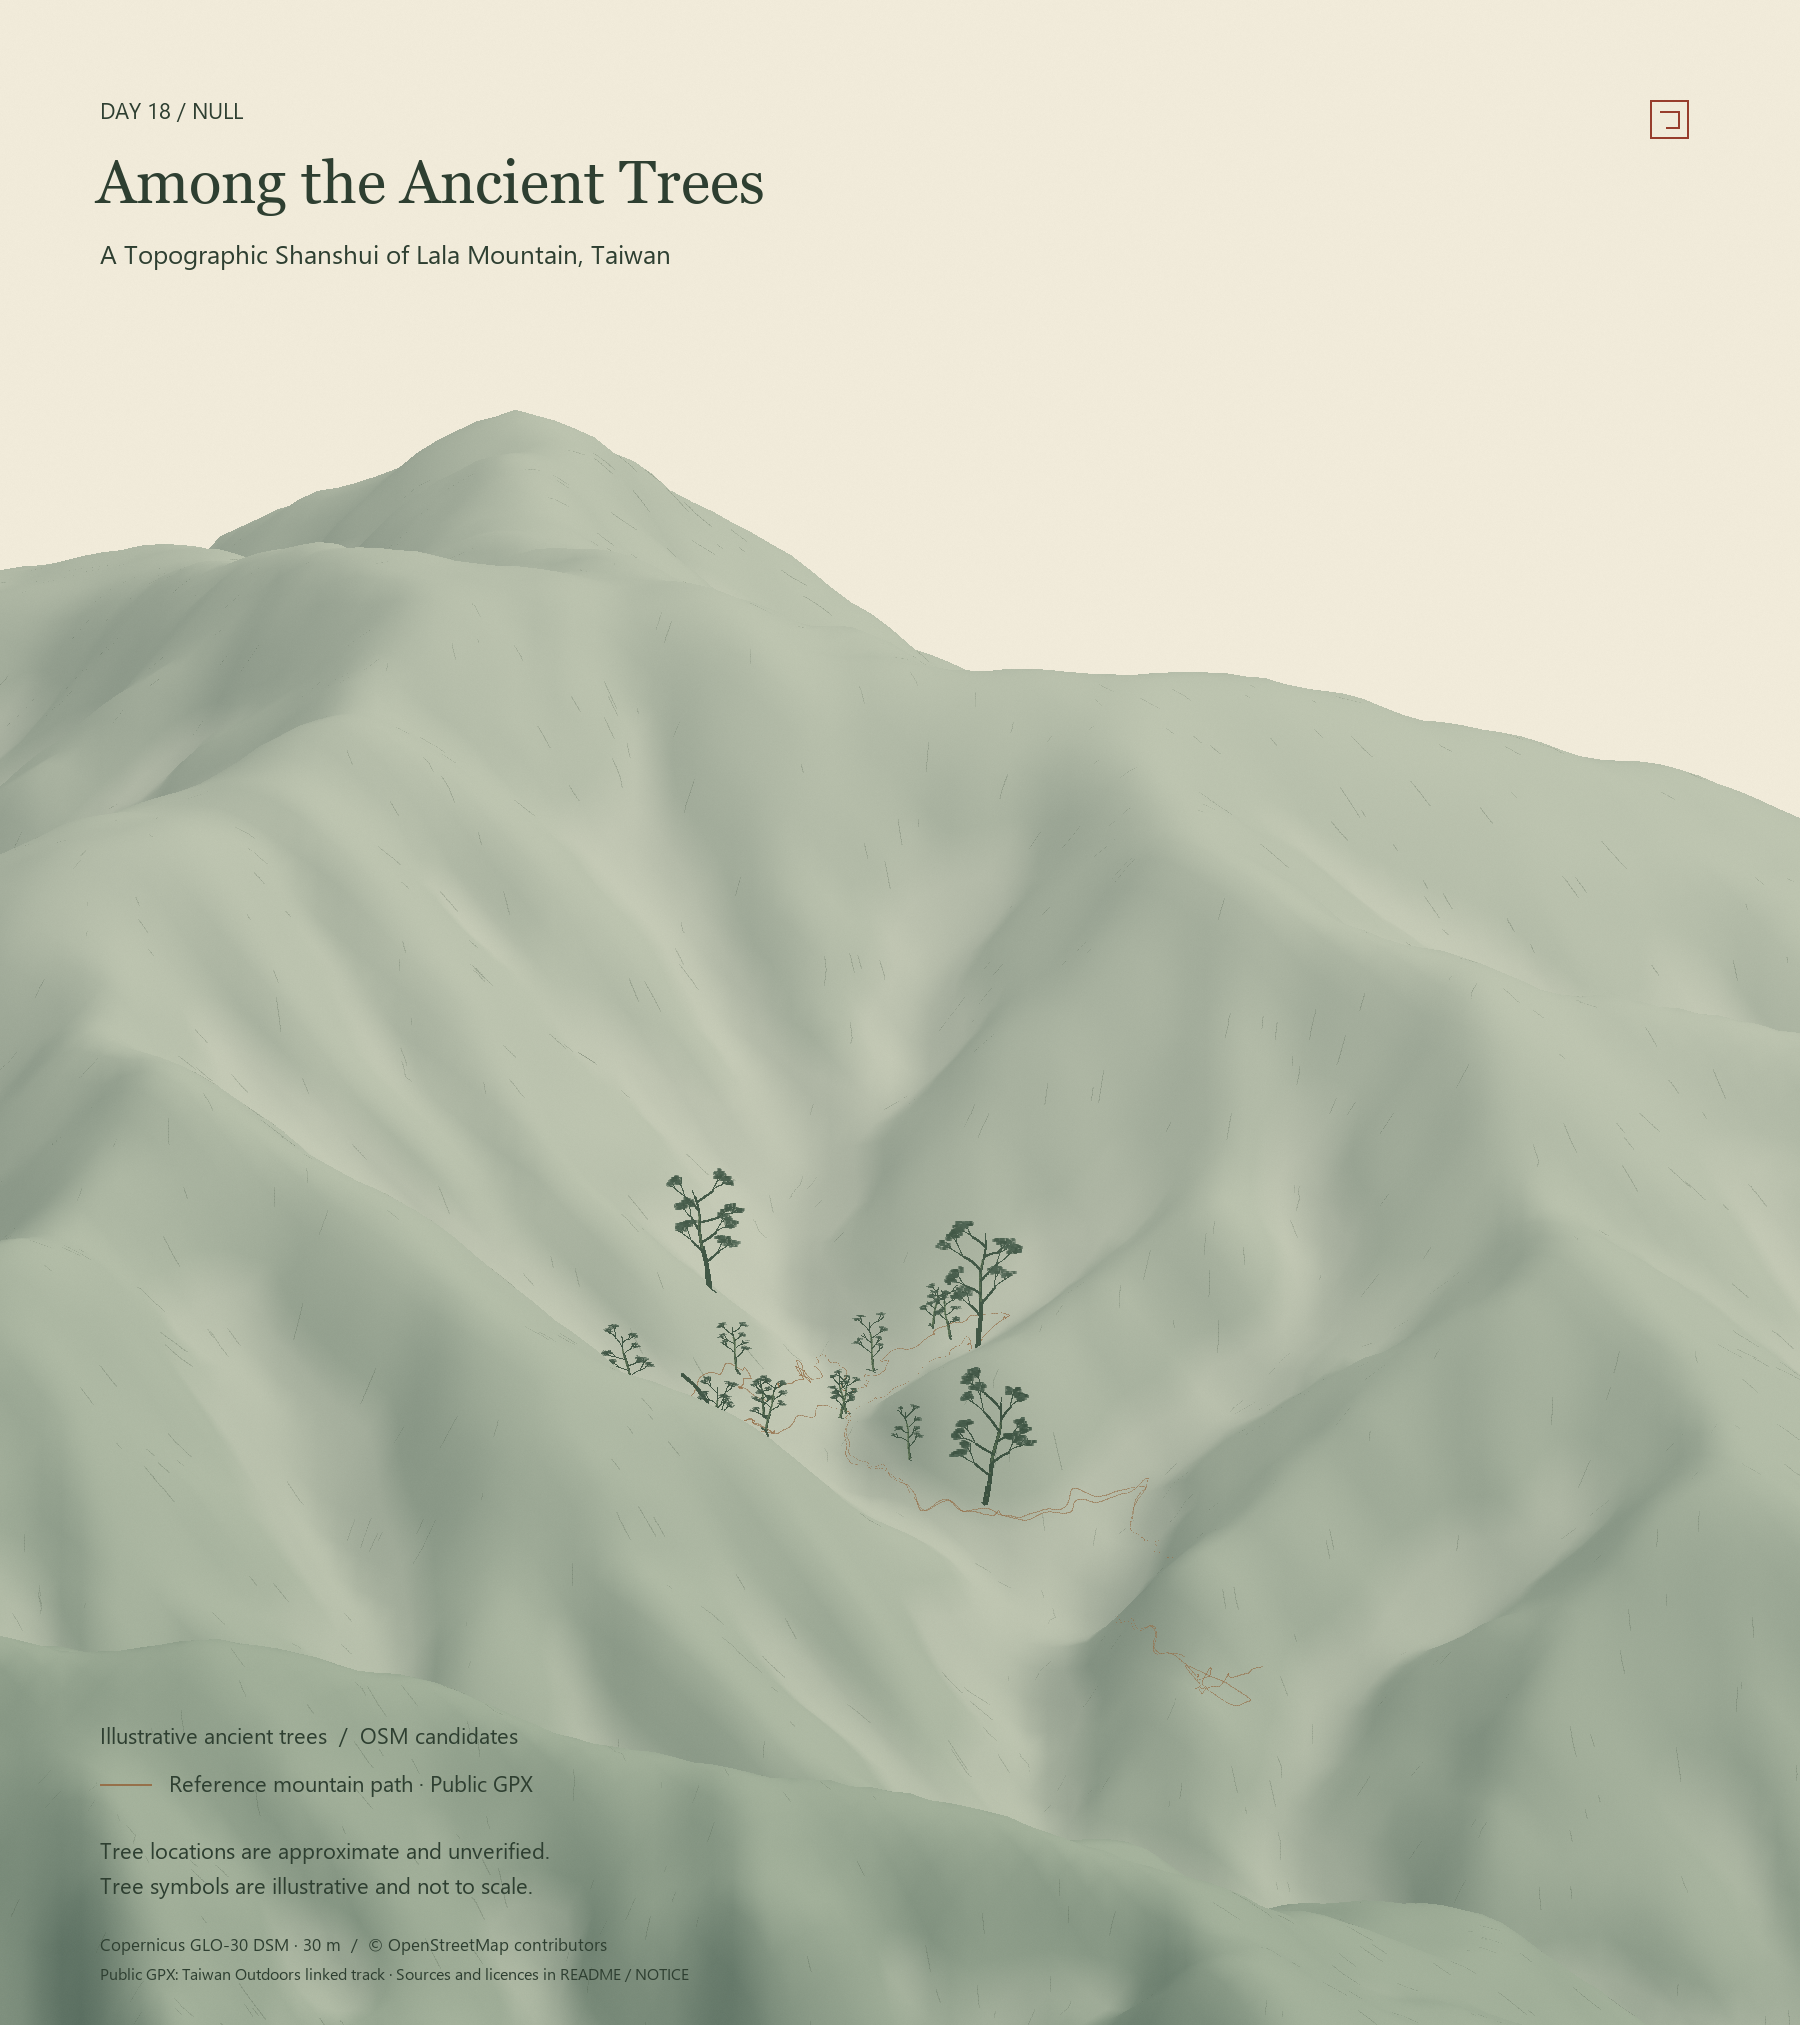 DAY 18 / NULL
Among the Ancient Trees
A Topographic Shanshui of Lala Mountain, Taiwan
Illustrative ancient trees / OSM candidates
Reference mountain path · Public GPX
Tree locations are approximate and unverified.
Tree symbols are illustrative and not to scale.
Copernicus GLO-30 DSM · 30 m / © OpenStreetMap contributors
Public GPX: Taiwan Outdoors linked track · Sources and licences in README / NOTICE